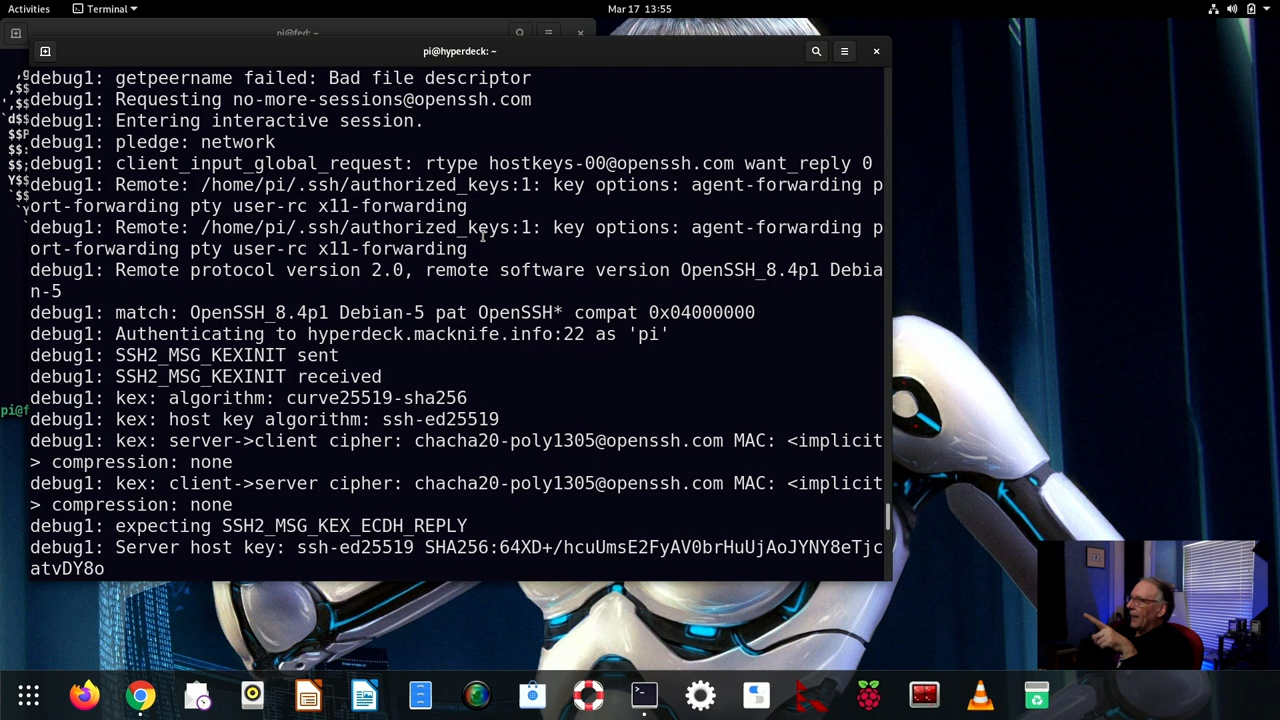 Activities
Terminal
Mar 17 13:55
pi@fed: ~
pi@hyperdeck: ~
debug1: getpeername failed: Bad file descriptor
debug1: Requesting no-more-sessions@openssh.com
debug1: Entering interactive session.
debug1: pledge: network
debug1: client_input_global_request: rtype hostkeys-00@openssh.com want_reply 0
debug1: Remote: /home/pi/.ssh/authorized_keys:1: key options: agent-forwarding p
ort-forwarding pty user-rc x11-forwarding
debug1: Remote: /home/pi/.ssh/authorized_keys:1: key options: agent-forwarding p
ort-forwarding pty user-rc x11-forwarding
debug1: Remote protocol version 2.0, remote software version OpenSSH_8.4p1 Debia
n-5
debug1: match: OpenSSH_8.4p1 Debian-5 pat OpenSSH* compat 0x04000000
debug1: Authenticating to hyperdeck.macknife.info:22 as 'pi'
debug1: SSH2_MSG_KEXINIT sent
debug1: SSH2_MSG_KEXINIT received
debug1: kex: algorithm: curve25519-sha256
debug1: kex: host key algorithm: ssh-ed25519
debug1: kex: server->client cipher: chacha20-poly1305@openssh.com MAC: <implicit
> compression: none
debug1: kex: client->server cipher: chacha20-poly1305@openssh.com MAC: <implicit
> compression: none
debug1: expecting SSH2_MSG_KEX_ECDH_REPLY
debug1: Server host key: ssh-ed25519 SHA256:64XD+/hcuUmsE2FyAV0brHuUjAoJYNY8eTjc
atvDY8o
pi@f